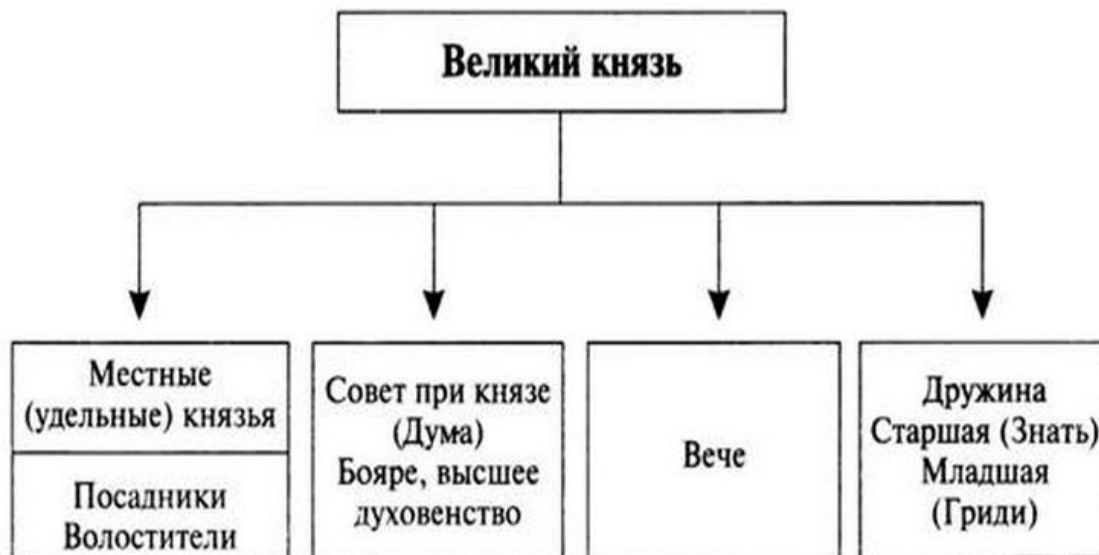 Великий князь
Местные
(удельные) князья
Посадники
Волостители
Совет при князе
(Дума)
Бояре, высшее
духовенство
Вече
Дружина
Старшая (Знать)
Младшая
(Гриди)